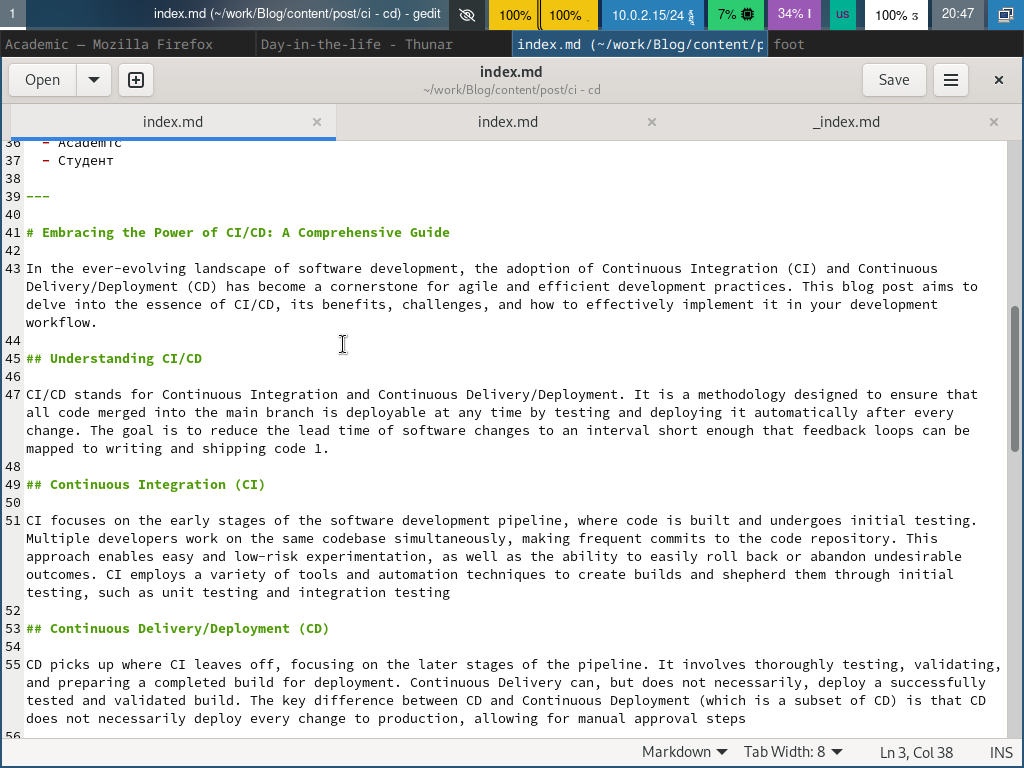 1 index.md (~/work/Blog/content/post/ci - cd) - gedit 100% 100% 10.0.2.15/24 7% 34% us 100% 20:47
Academic — Mozilla Firefox Day-in-the-life - Thunar index.md (~/work/Blog/content/p foot
Open index.md Save
~/work/Blog/content/post/ci - cd
index.md × index.md × _index.md ×
36 - Academic
37 - Студент
38
39 ---
40
41 # Embracing the Power of CI/CD: A Comprehensive Guide
42
43 In the ever-evolving landscape of software development, the adoption of Continuous Integration (CI) and Continuous
Delivery/Deployment (CD) has become a cornerstone for agile and efficient development practices. This blog post aims to
delve into the essence of CI/CD, its benefits, challenges, and how to effectively implement it in your development
workflow.
44
45 ## Understanding CI/CD
46
47 CI/CD stands for Continuous Integration and Continuous Delivery/Deployment. It is a methodology designed to ensure that
all code merged into the main branch is deployable at any time by testing and deploying it automatically after every
change. The goal is to reduce the lead time of software changes to an interval short enough that feedback loops can be
mapped to writing and shipping code 1.
48
49 ## Continuous Integration (CI)
50
51 CI focuses on the early stages of the software development pipeline, where code is built and undergoes initial testing.
Multiple developers work on the same codebase simultaneously, making frequent commits to the code repository. This
approach enables easy and low-risk experimentation, as well as the ability to easily roll back or abandon undesirable
outcomes. CI employs a variety of tools and automation techniques to create builds and shepherd them through initial
testing, such as unit testing and integration testing
52
53 ## Continuous Delivery/Deployment (CD)
54
55 CD picks up where CI leaves off, focusing on the later stages of the pipeline. It involves thoroughly testing, validating,
and preparing a completed build for deployment. Continuous Delivery can, but does not necessarily, deploy a successfully
tested and validated build. The key difference between CD and Continuous Deployment (which is a subset of CD) is that CD
does not necessarily deploy every change to production, allowing for manual approval steps
56
Markdown Tab Width: 8 Ln 3, Col 38 INS